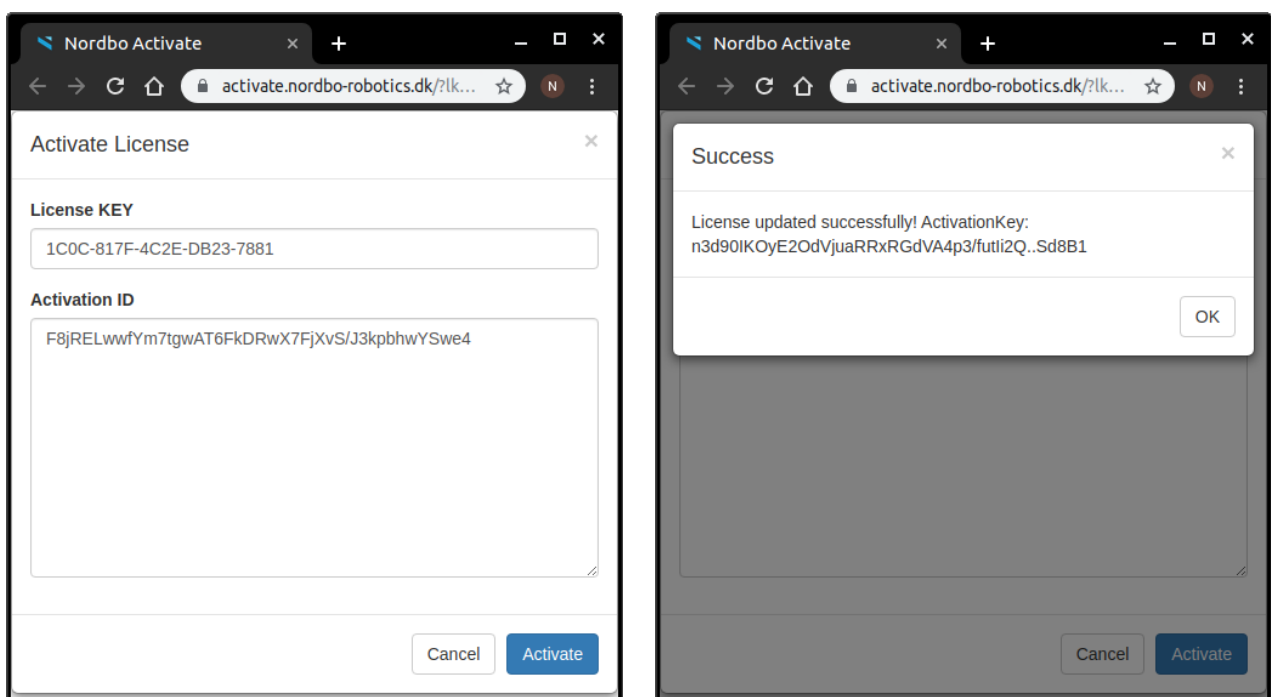 Nordbo Activate
activate.nordbo-robotics.dk/?lk...
N
Activate License
License KEY
1C0C-817F-4C2E-DB23-7881
Activation ID
F8jRELwwfYm7tgwAT6FkDRwX7FjXvS/J3kpbhwYSwe4
Cancel
Activate
Nordbo Activate
activate.nordbo-robotics.dk/?lk...
N
Success
License updated successfully! ActivationKey:
n3d90IKOyE2OdVjuaRRxRGdVA4p3/futIi2Q..Sd8B1
OK
Cancel
Activate